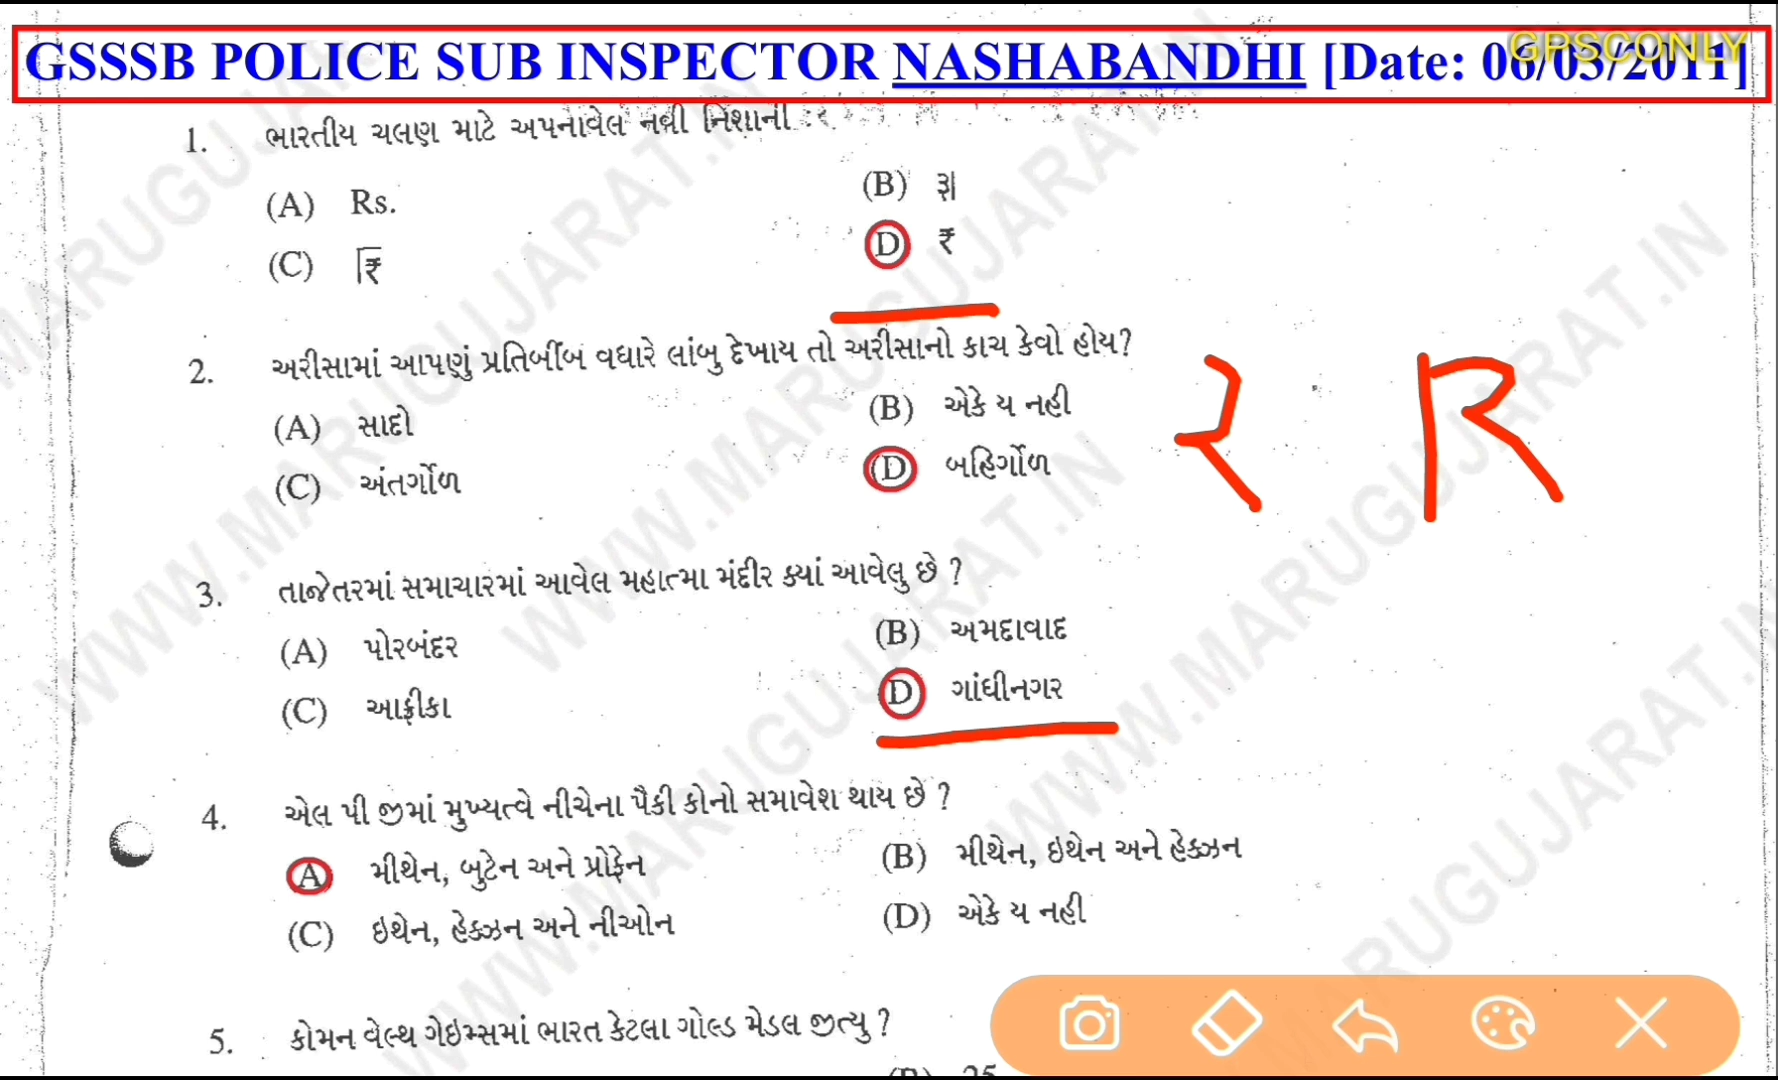 GSSSB POLICE SUB INSPECTOR NASHABANDHI [Date: 06/03/2011]
GPSCONLY
1. ભારતીય ચલણ માટે અપનાવેલ નવી નિશાની :
(A) Rs.
(B) રૂા
(C)
(D) ₹
2. અરીસામાં આપણું પ્રતિબીંબ વધારે લાંબુ દેખાય તો અરીસાનો કાચ કેવો હોય?
(A) સાદો
(B) એકે ય નહી
(C) અંતર્ગોળ
(D) બહિર્ગોળ
ર R
3. તાજેતરમાં સમાચારમાં આવેલ મહાત્મા મંદીર ક્યાં આવેલુ છે ?
(A) પોરબંદર
(B) અમદાવાદ
(C) આફ્રીકા
(D) ગાંધીનગર
4. એલ પી જીમાં મુખ્યત્વે નીચેના પૈકી કોનો સમાવેશ થાય છે ?
(A) મીથેન, બુટેન અને પ્રોફેન
(B) મીથેન, ઇથેન અને હેક્ઝન
(C) ઇથેન, હેક્ઝન અને નીઓન
(D) એકે ય નહી
5. કોમન વેલ્થ ગેઇમ્સમાં ભારત કેટલા ગોલ્ડ મેડલ જીત્યુ ?
WWW.MARUGUJARAT.IN